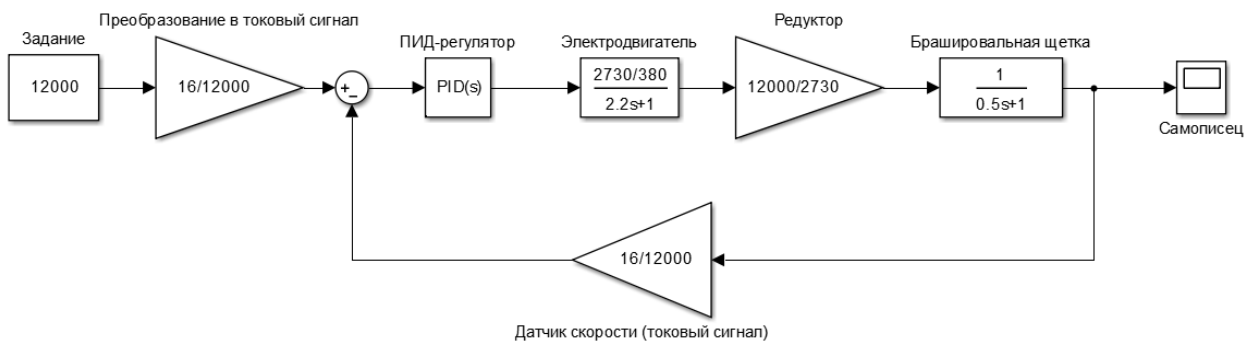 Преобразование в токовый сигнал
Редуктор
Задание
ПИД-регулятор
Электродвигатель
Брашировальная щетка
12000
16/12000
+
−
PID(s)
2730/380
2.2s+1
12000/2730
1
0.5s+1
Самописец
16/12000
Датчик скорости (токовый сигнал)